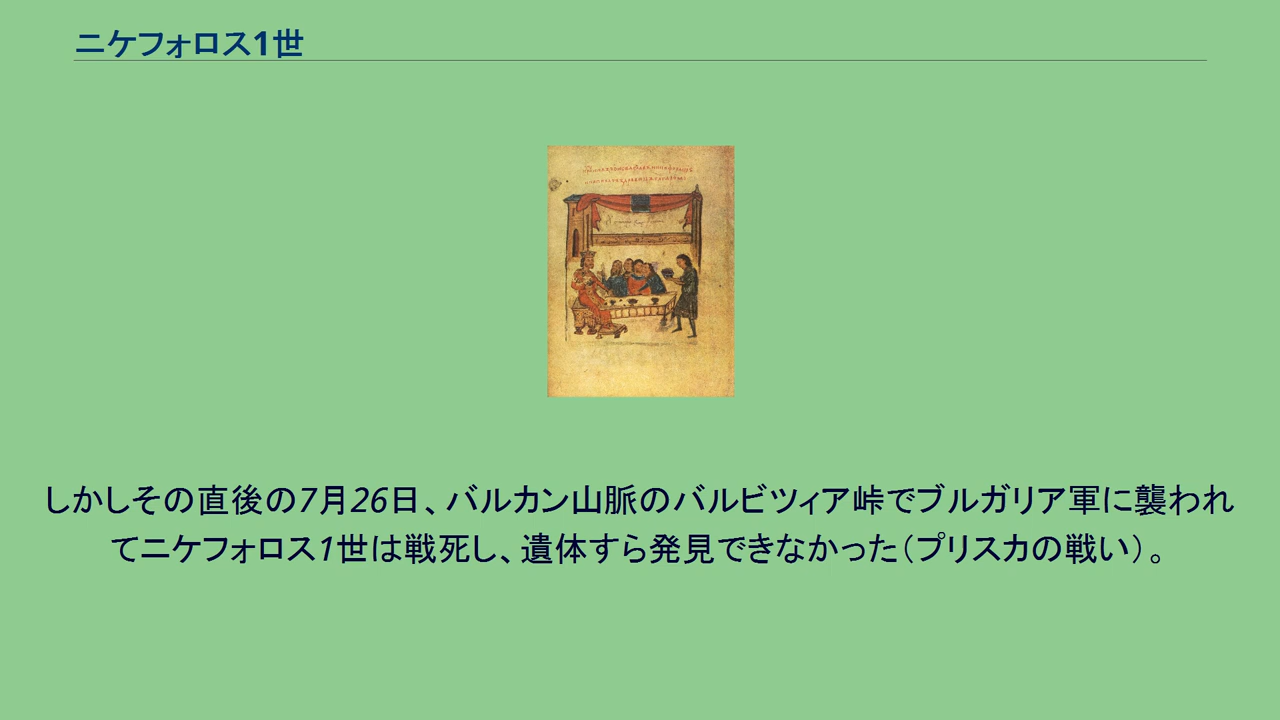 ニケフォロス1世
しかしその直後の7月26日、バルカン山脈のバルビツィア峠でブルガリア軍に襲われ
てニケフォロス1世は戦死し、遺体すら発見できなかった（プリスカの戦い）。